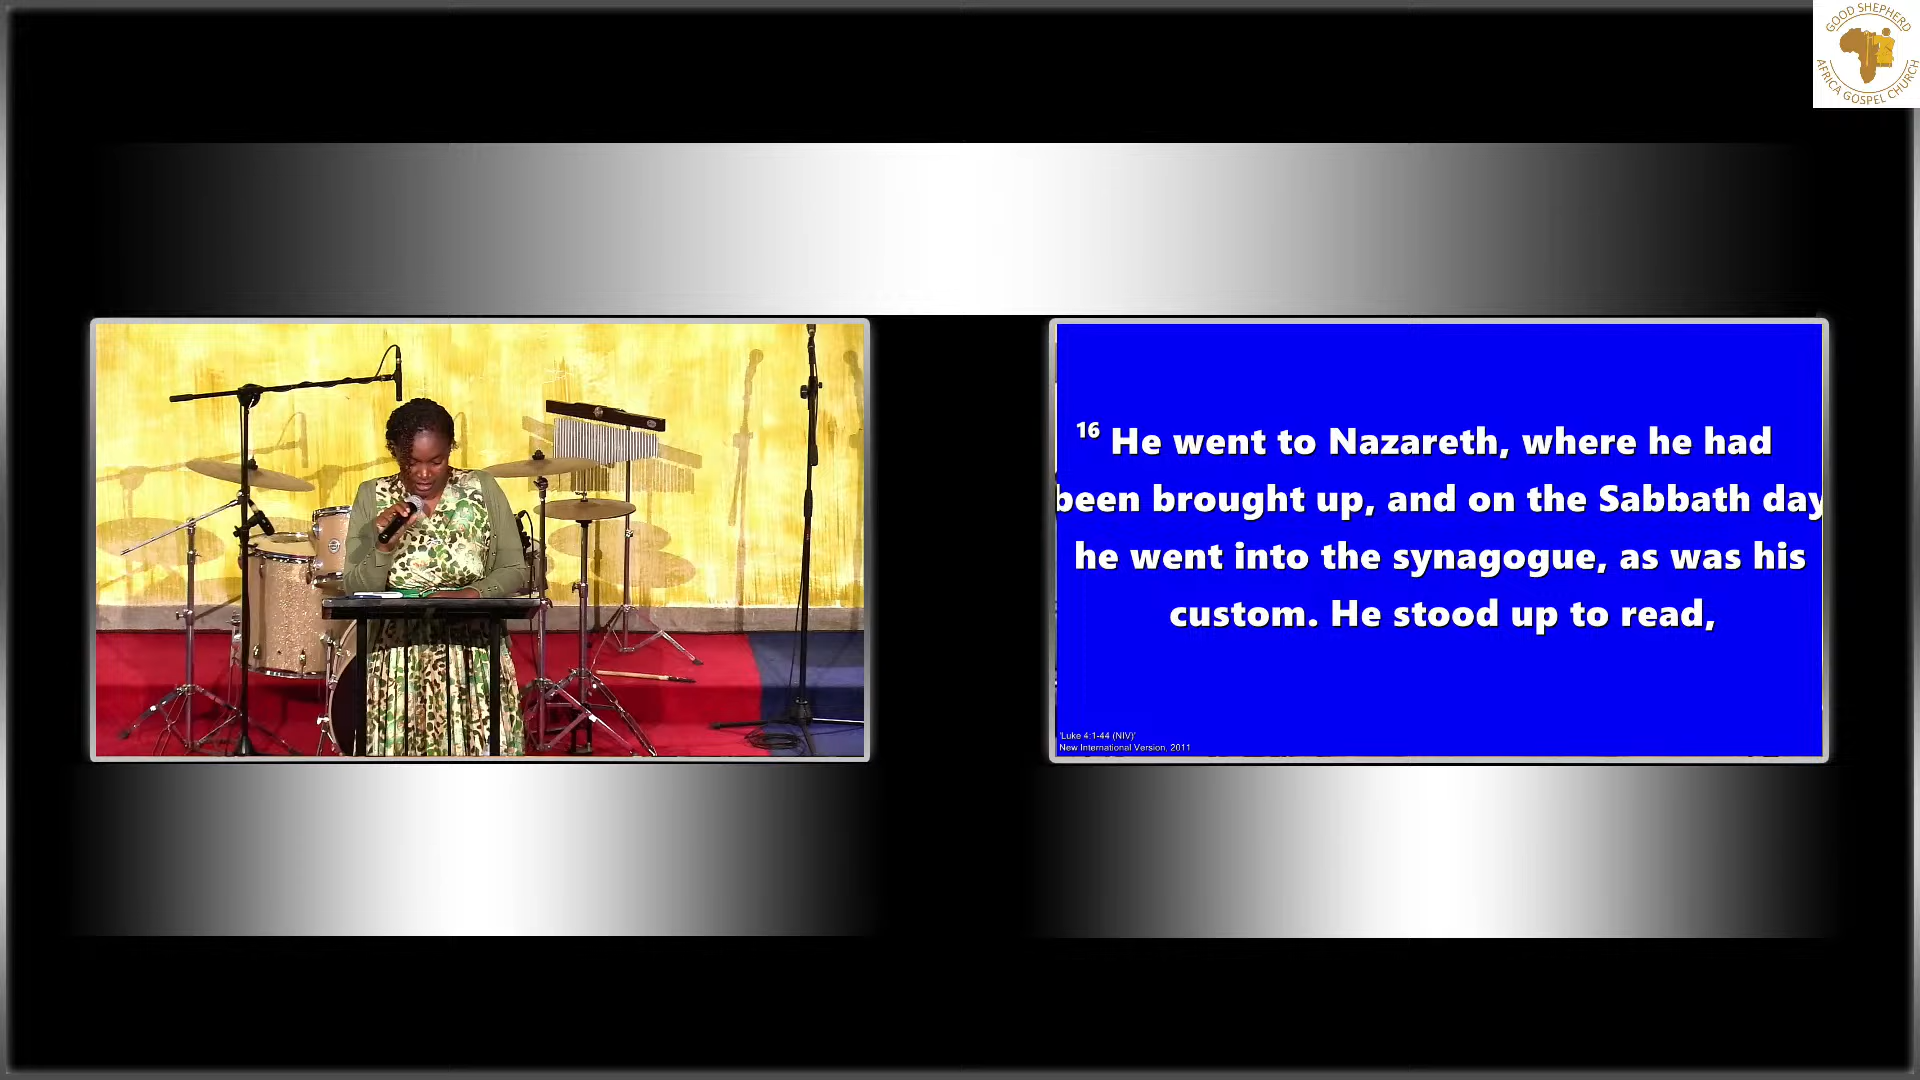 GOOD SHEPHERD
AFRICA GOSPEL CHURCH
16 He went to Nazareth, where he had
been brought up, and on the Sabbath day
he went into the synagogue, as was his
custom. He stood up to read,
'Luke 4:1-44 (NIV)'
New International Version, 2011